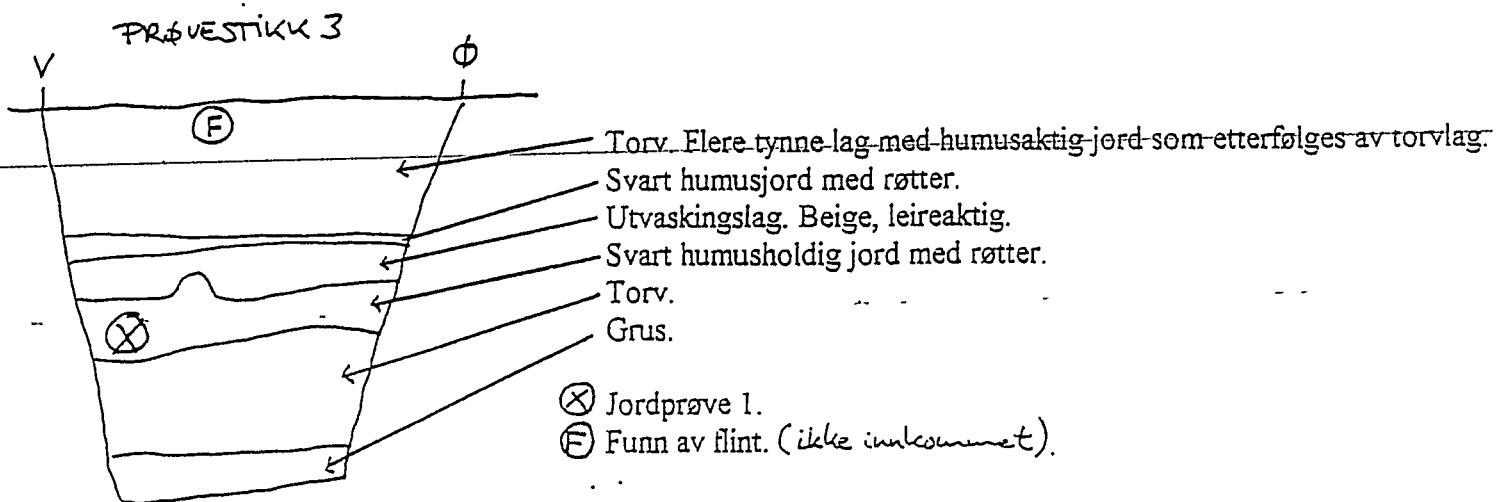 PRØVESTIKK 3
V Ø
F
Torv. Flere tynne lag med humusaktig jord som etterfølges av torvlag.
Svart humusjord med røtter.
Utvaskingslag. Beige, leireaktig.
Svart humusholdig jord med røtter.
Torv.
X
Grus.
X Jordprøve 1.
F Funn av flint. (ikke innkommet).